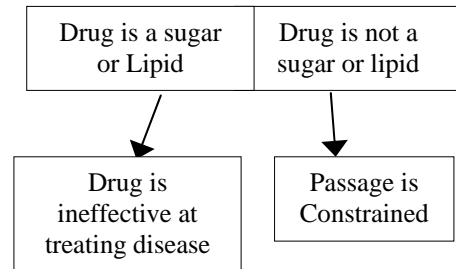 Drug is a sugar
or Lipid
Drug is not a
sugar or lipid
Drug is
ineffective at
treating disease
Passage is
Constrained